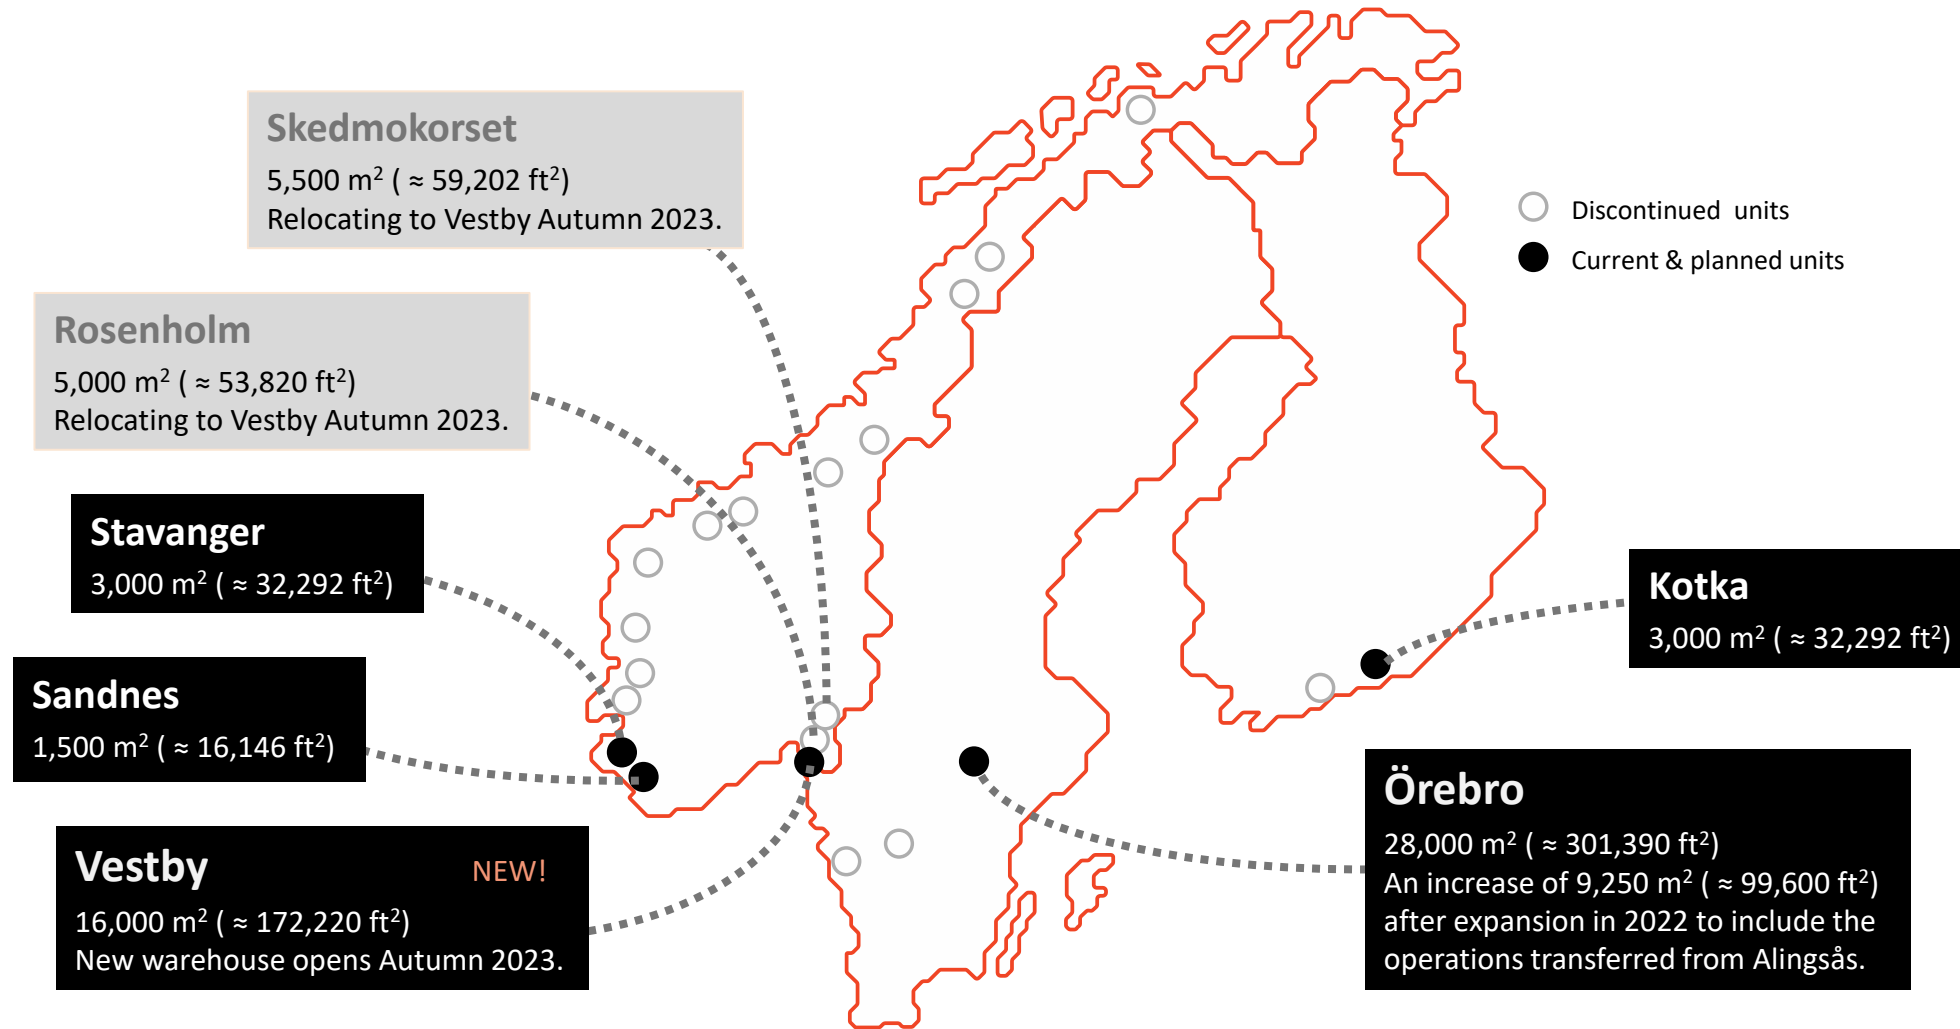 Skedmokorset
5,500 m² ( ≈ 59,202 ft²)
Relocating to Vestby Autumn 2023.
Rosenholm
5,000 m² ( ≈ 53,820 ft²)
Relocating to Vestby Autumn 2023.
Stavanger
3,000 m² ( ≈ 32,292 ft²)
Sandnes
1,500 m² ( ≈ 16,146 ft²)
Vestby NEW!
16,000 m² ( ≈ 172,220 ft²)
New warehouse opens Autumn 2023.
Discontinued units
Current & planned units
Kotka
3,000 m² ( ≈ 32,292 ft²)
Örebro
28,000 m² ( ≈ 301,390 ft²)
An increase of 9,250 m² ( ≈ 99,600 ft²)
after expansion in 2022 to include the
operations transferred from Alingsås.